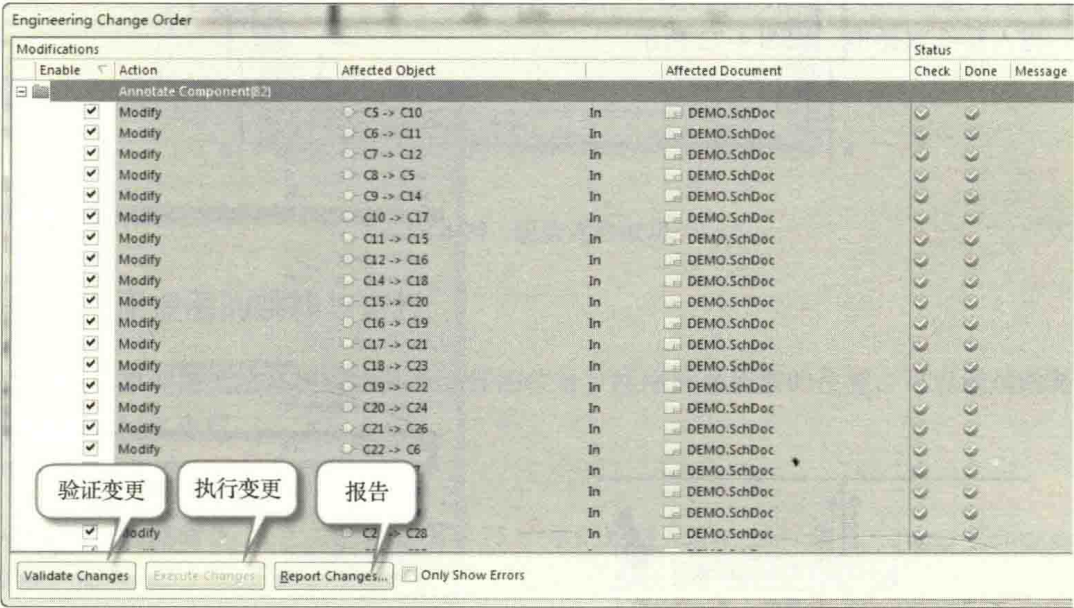 Engineering Change Order
Modifications Status
Enable Action Affected Object Affected Document Check Done Message
Annotate Component(82)
Modify C5 -> C10 In DEMO.SchDoc
Modify C6 -> C11 In DEMO.SchDoc
Modify C7 -> C12 In DEMO.SchDoc
Modify C8 -> C5 In DEMO.SchDoc
Modify C9 -> C14 In DEMO.SchDoc
Modify C10 -> C17 In DEMO.SchDoc
Modify C11 -> C15 In DEMO.SchDoc
Modify C12 -> C16 In DEMO.SchDoc
Modify C14 -> C18 In DEMO.SchDoc
Modify C15 -> C20 In DEMO.SchDoc
Modify C16 -> C19 In DEMO.SchDoc
Modify C17 -> C21 In DEMO.SchDoc
Modify C18 -> C23 In DEMO.SchDoc
Modify C19 -> C22 In DEMO.SchDoc
Modify C20 -> C24 In DEMO.SchDoc
Modify C21 -> C26 In DEMO.SchDoc
Modify C22 -> C6 In DEMO.SchDoc
In DEMO.SchDoc
验证变更 执行变更 报告
In DEMO.SchDoc
In DEMO.SchDoc
Modify -> C28 In DEMO.SchDoc
Validate Changes Execute Changes Report Changes... Only Show Errors